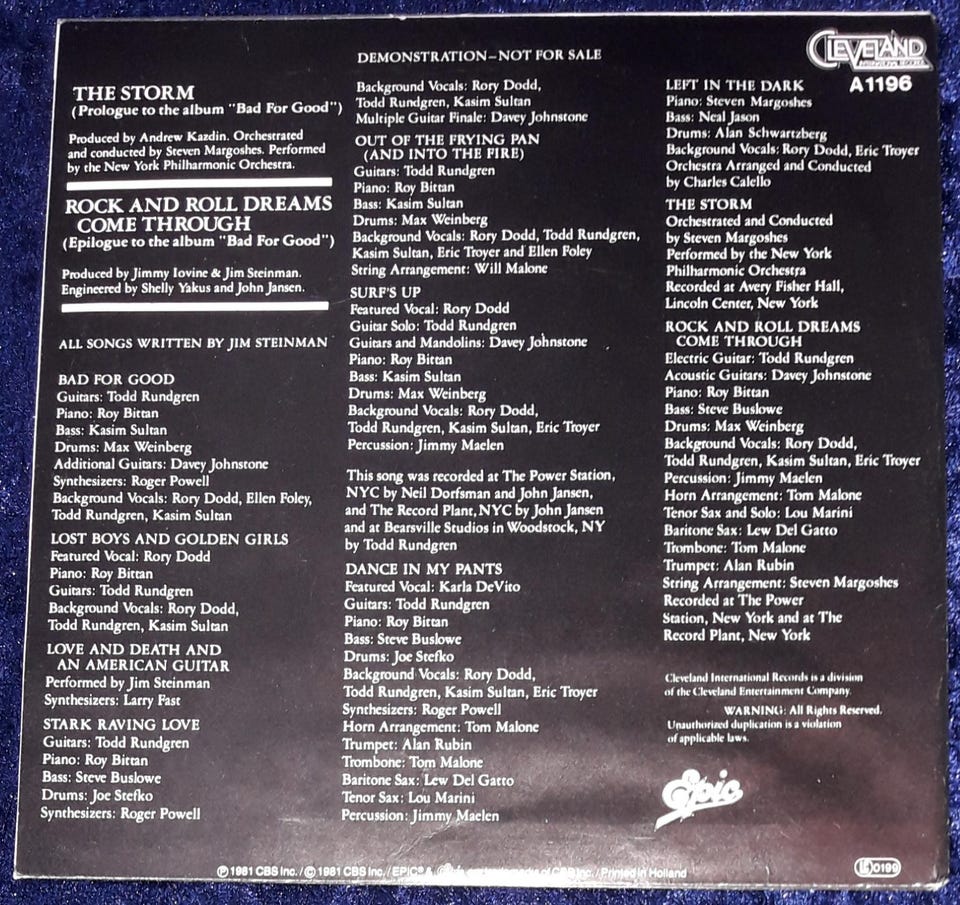 DEMONSTRATION–NOT FOR SALE
CLEVELAND
INTERNATIONAL RECORDS
A1196
THE STORM
(Prologue to the album "Bad For Good")
Produced by Andrew Kazdin. Orchestrated
and conducted by Steven Margoshes. Performed
by the New York Philharmonic Orchestra.
ROCK AND ROLL DREAMS
COME THROUGH
(Epilogue to the album "Bad For Good")
Produced by Jimmy Iovine & Jim Steinman.
Engineered by Shelly Yakus and John Jansen.
ALL SONGS WRITTEN BY JIM STEINMAN
BAD FOR GOOD
Guitars: Todd Rundgren
Piano: Roy Bittan
Bass: Kasim Sultan
Drums: Max Weinberg
Additional Guitars: Davey Johnstone
Synthesizers: Roger Powell
Background Vocals: Rory Dodd, Ellen Foley,
Todd Rundgren, Kasim Sultan
LOST BOYS AND GOLDEN GIRLS
Featured Vocal: Rory Dodd
Piano: Roy Bittan
Guitars: Todd Rundgren
Background Vocals: Rory Dodd,
Todd Rundgren, Kasim Sultan
LOVE AND DEATH AND
AN AMERICAN GUITAR
Performed by Jim Steinman
Synthesizers: Larry Fast
STARK RAVING LOVE
Guitars: Todd Rundgren
Piano: Roy Bittan
Bass: Steve Buslowe
Drums: Joe Stefko
Synthesizers: Roger Powell
Background Vocals: Rory Dodd,
Todd Rundgren, Kasim Sultan
Multiple Guitar Finale: Davey Johnstone
OUT OF THE FRYING PAN
(AND INTO THE FIRE)
Guitars: Todd Rundgren
Piano: Roy Bittan
Bass: Kasim Sultan
Drums: Max Weinberg
Background Vocals: Rory Dodd, Todd Rundgren,
Kasim Sultan, Eric Troyer and Ellen Foley
String Arrangement: Will Malone
SURF'S UP
Featured Vocal: Rory Dodd
Guitar Solo: Todd Rundgren
Guitars and Mandolins: Davey Johnstone
Piano: Roy Bittan
Bass: Kasim Sultan
Drums: Max Weinberg
Background Vocals: Rory Dodd,
Todd Rundgren, Kasim Sultan, Eric Troyer
Percussion: Jimmy Maelen
This song was recorded at The Power Station,
NYC by Neil Dorfsman and John Jansen,
and The Record Plant, NYC by John Jansen
and at Bearsville Studios in Woodstock, NY
by Todd Rundgren
DANCE IN MY PANTS
Featured Vocal: Karla DeVito
Guitars: Todd Rundgren
Piano: Roy Bittan
Bass: Steve Buslowe
Drums: Joe Stefko
Background Vocals: Rory Dodd,
Todd Rundgren, Kasim Sultan, Eric Troyer
Synthesizers: Roger Powell
Horn Arrangement: Tom Malone
Trumpet: Alan Rubin
Trombone: Tom Malone
Baritone Sax: Lew Del Gatto
Tenor Sax: Lou Marini
Percussion: Jimmy Maelen
LEFT IN THE DARK
Piano: Steven Margoshes
Bass: Neal Jason
Drums: Alan Schwartzberg
Background Vocals: Rory Dodd, Eric Troyer
Orchestra Arranged and Conducted
by Charles Calello
THE STORM
Orchestrated and Conducted
by Steven Margoshes
Performed by the New York
Philharmonic Orchestra
Recorded at Avery Fisher Hall,
Lincoln Center, New York
ROCK AND ROLL DREAMS
COME THROUGH
Electric Guitar: Todd Rundgren
Acoustic Guitars: Davey Johnstone
Piano: Roy Bittan
Bass: Steve Buslowe
Drums: Max Weinberg
Background Vocals: Rory Dodd,
Todd Rundgren, Kasim Sultan, Eric Troyer
Percussion: Jimmy Maelen
Horn Arrangement: Tom Malone
Tenor Sax and Solo: Lou Marini
Baritone Sax: Lew Del Gatto
Trombone: Tom Malone
Trumpet: Alan Rubin
String Arrangement: Steven Margoshes
Recorded at The Power
Station, New York and at The
Record Plant, New York
Cleveland International Records is a division
of the Cleveland Entertainment Company.
WARNING: All Rights Reserved.
Unauthorized duplication is a violation
of applicable laws.
Epic
℗ 1981 CBS Inc. / © 1981 CBS Inc. / EPIC® & trademarks of CBS Inc. / Printed in Holland
LC 0199